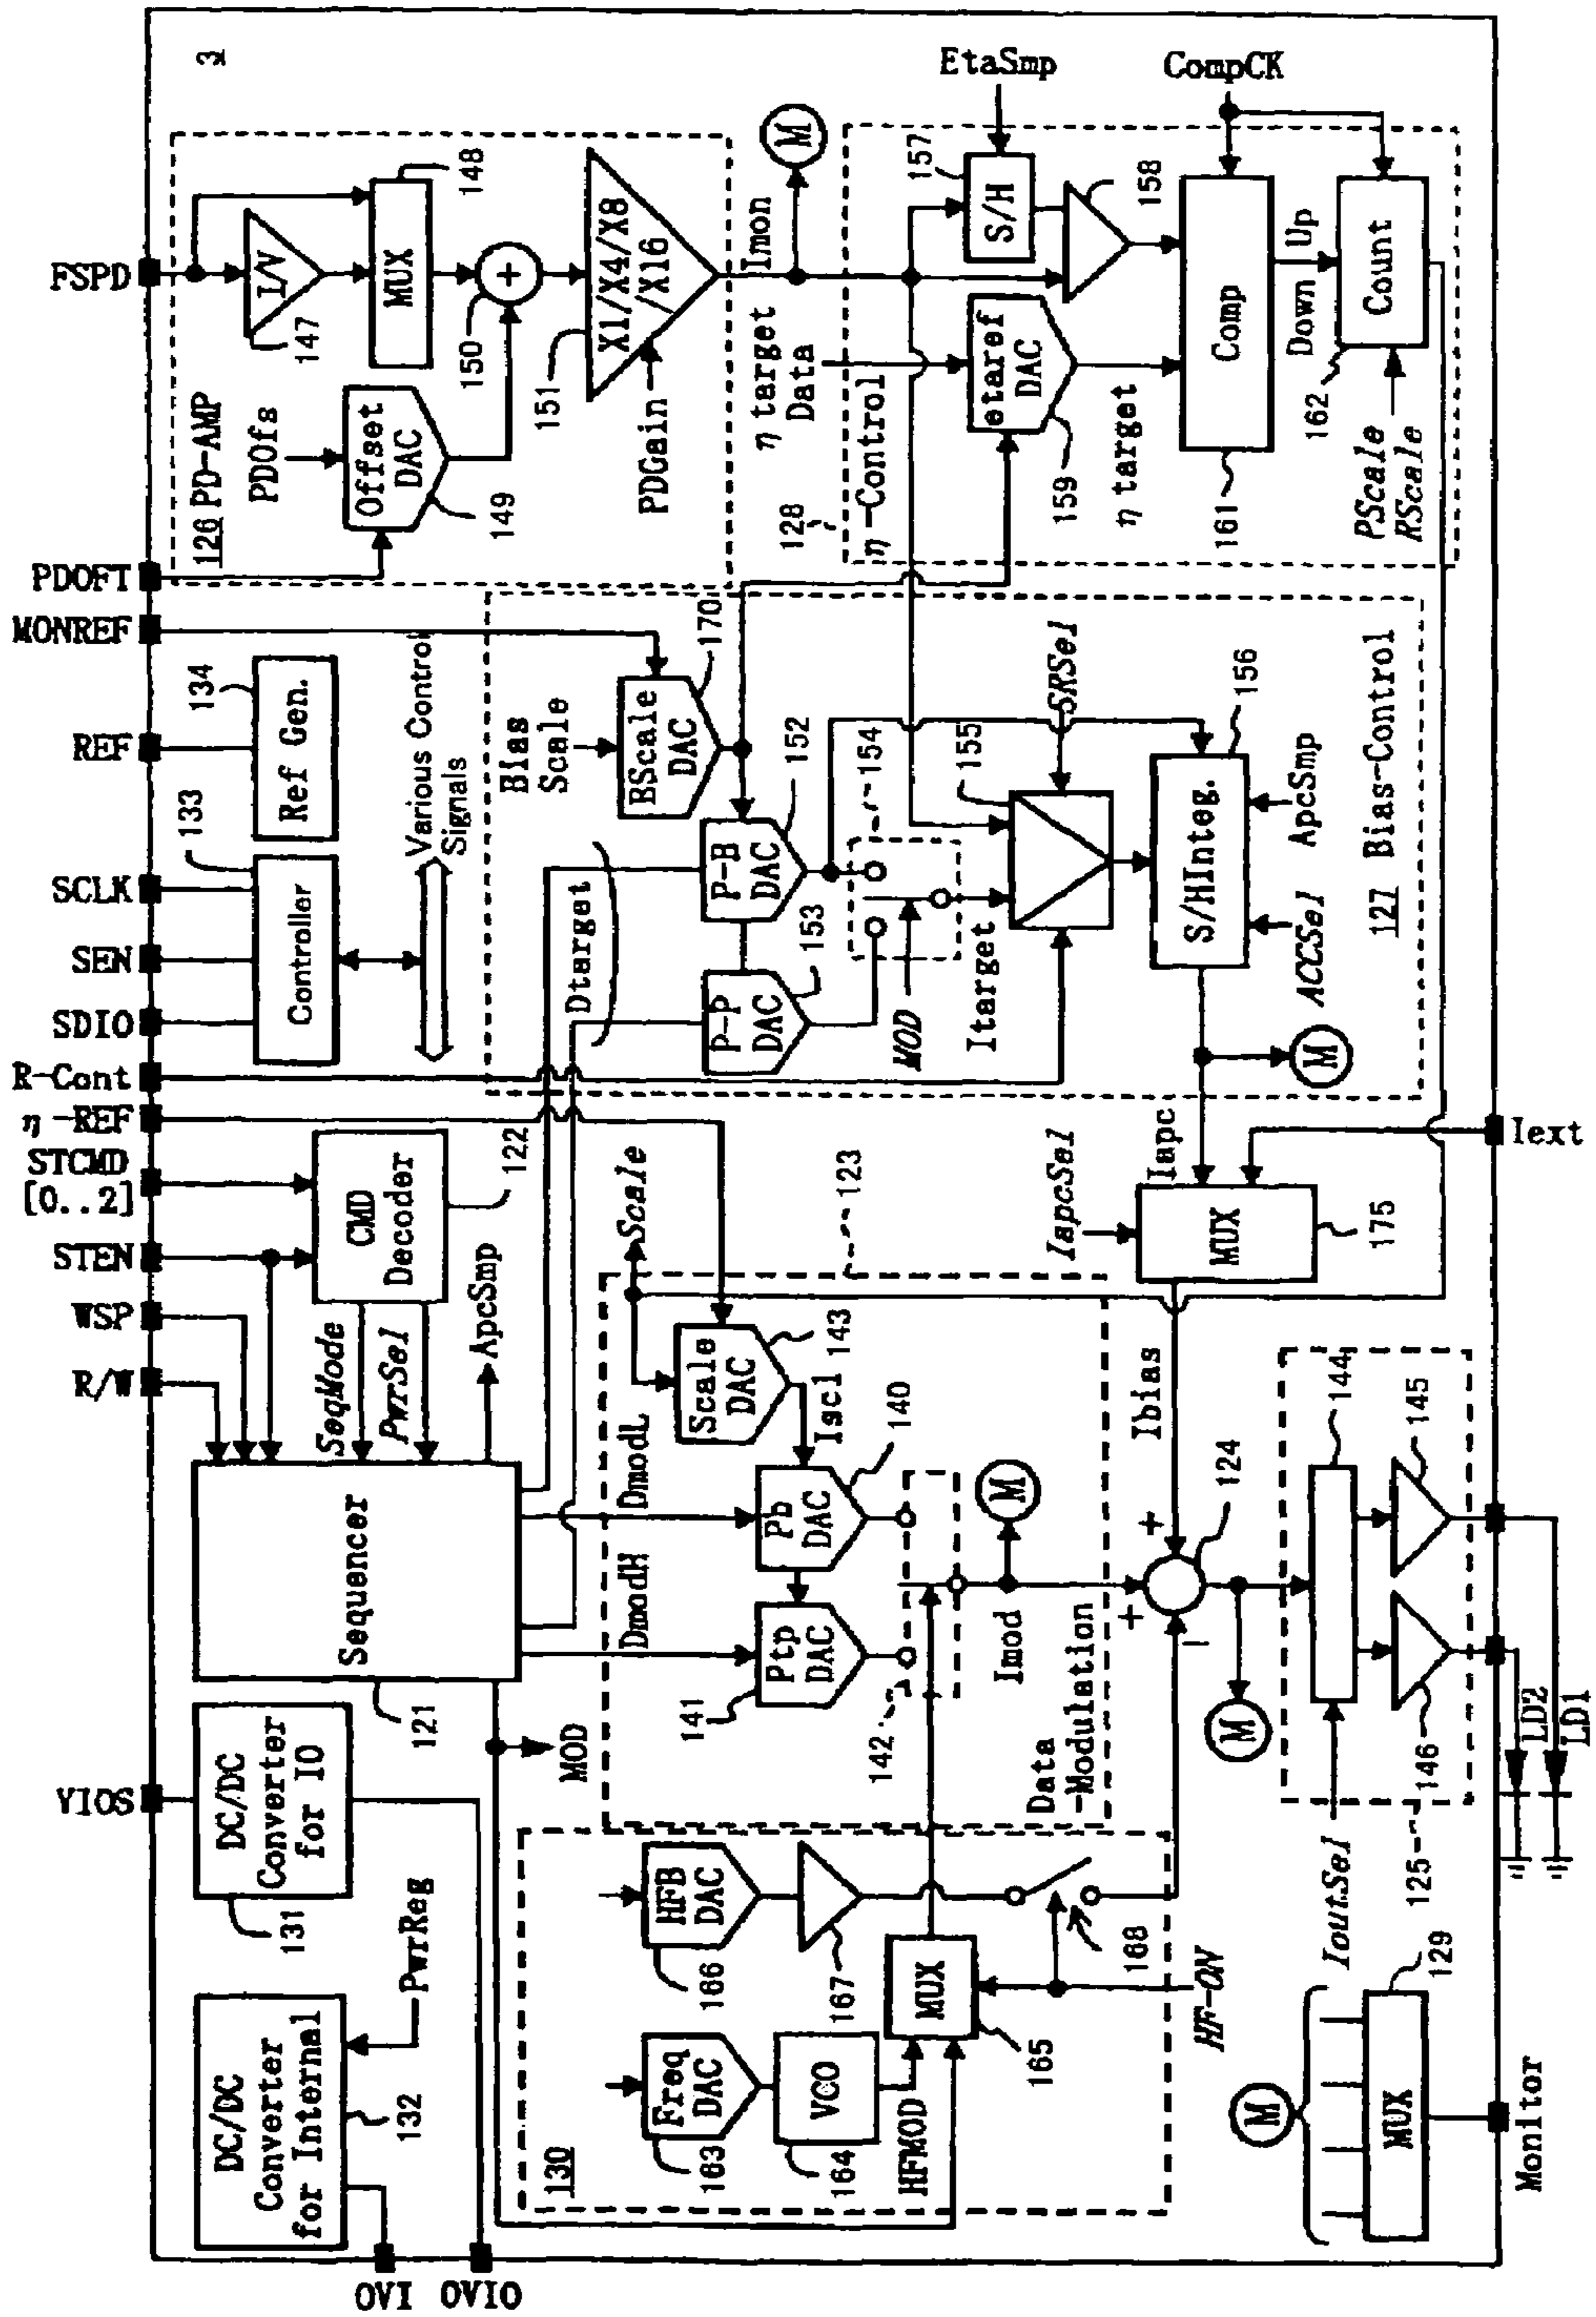 FSPD
PDOFT
MONREF
REF
SCLK
SEN
SDIO
R-Cont
η-REF
STCMD
[0..2]
STEN
WSP
R/W
VIOS
OVI
OVIO
3
I/V
147
MUX
148
126 PD-AMP
PDOfs
Offset
DAC
149
150
+
151
X1/X4/X8
/X16
PDGain
Imon
M
EtaSmp
CompCK
157
S/H
158
η target
Data
128
η-Control
etaref
DAC
159
η target
Comp
161
Down Up
162
Count
PScale
RScale
134
Ref Gen.
133
Controller
Various Control
Signals
Bias
Scale
BScale
DAC
170
Dtarget
P-B
DAC
152
P-P
DAC
153
154
MOD
Itarget
155
SRSel
S/HInteg.
156
ApcSmp
ACCSel
127 Bias-Control
M
Iapc
IapcSel
MUX
175
Iext
CMD
Decoder
122
SeqMode
PwrSel
ApcSmp
Sequencer
121
MOD
123
Scale
Scale
DAC
143
Iscl
DmodL
DmodH
Pb
DAC
140
Ptp
DAC
141
142
Imod
M
Data
-Modulation
Ibias
+
+
-
124
M
144
145
146
125
IoutSel
LD2
LD1
DC/DC
Converter
for IO
131
DC/DC
Converter
for Internal
132
PwrReg
130
HFB
DAC
166
167
168
HF-ON
Freq
DAC
163
VCO
164
HFMOD
MUX
165
M
MUX
129
Monitor